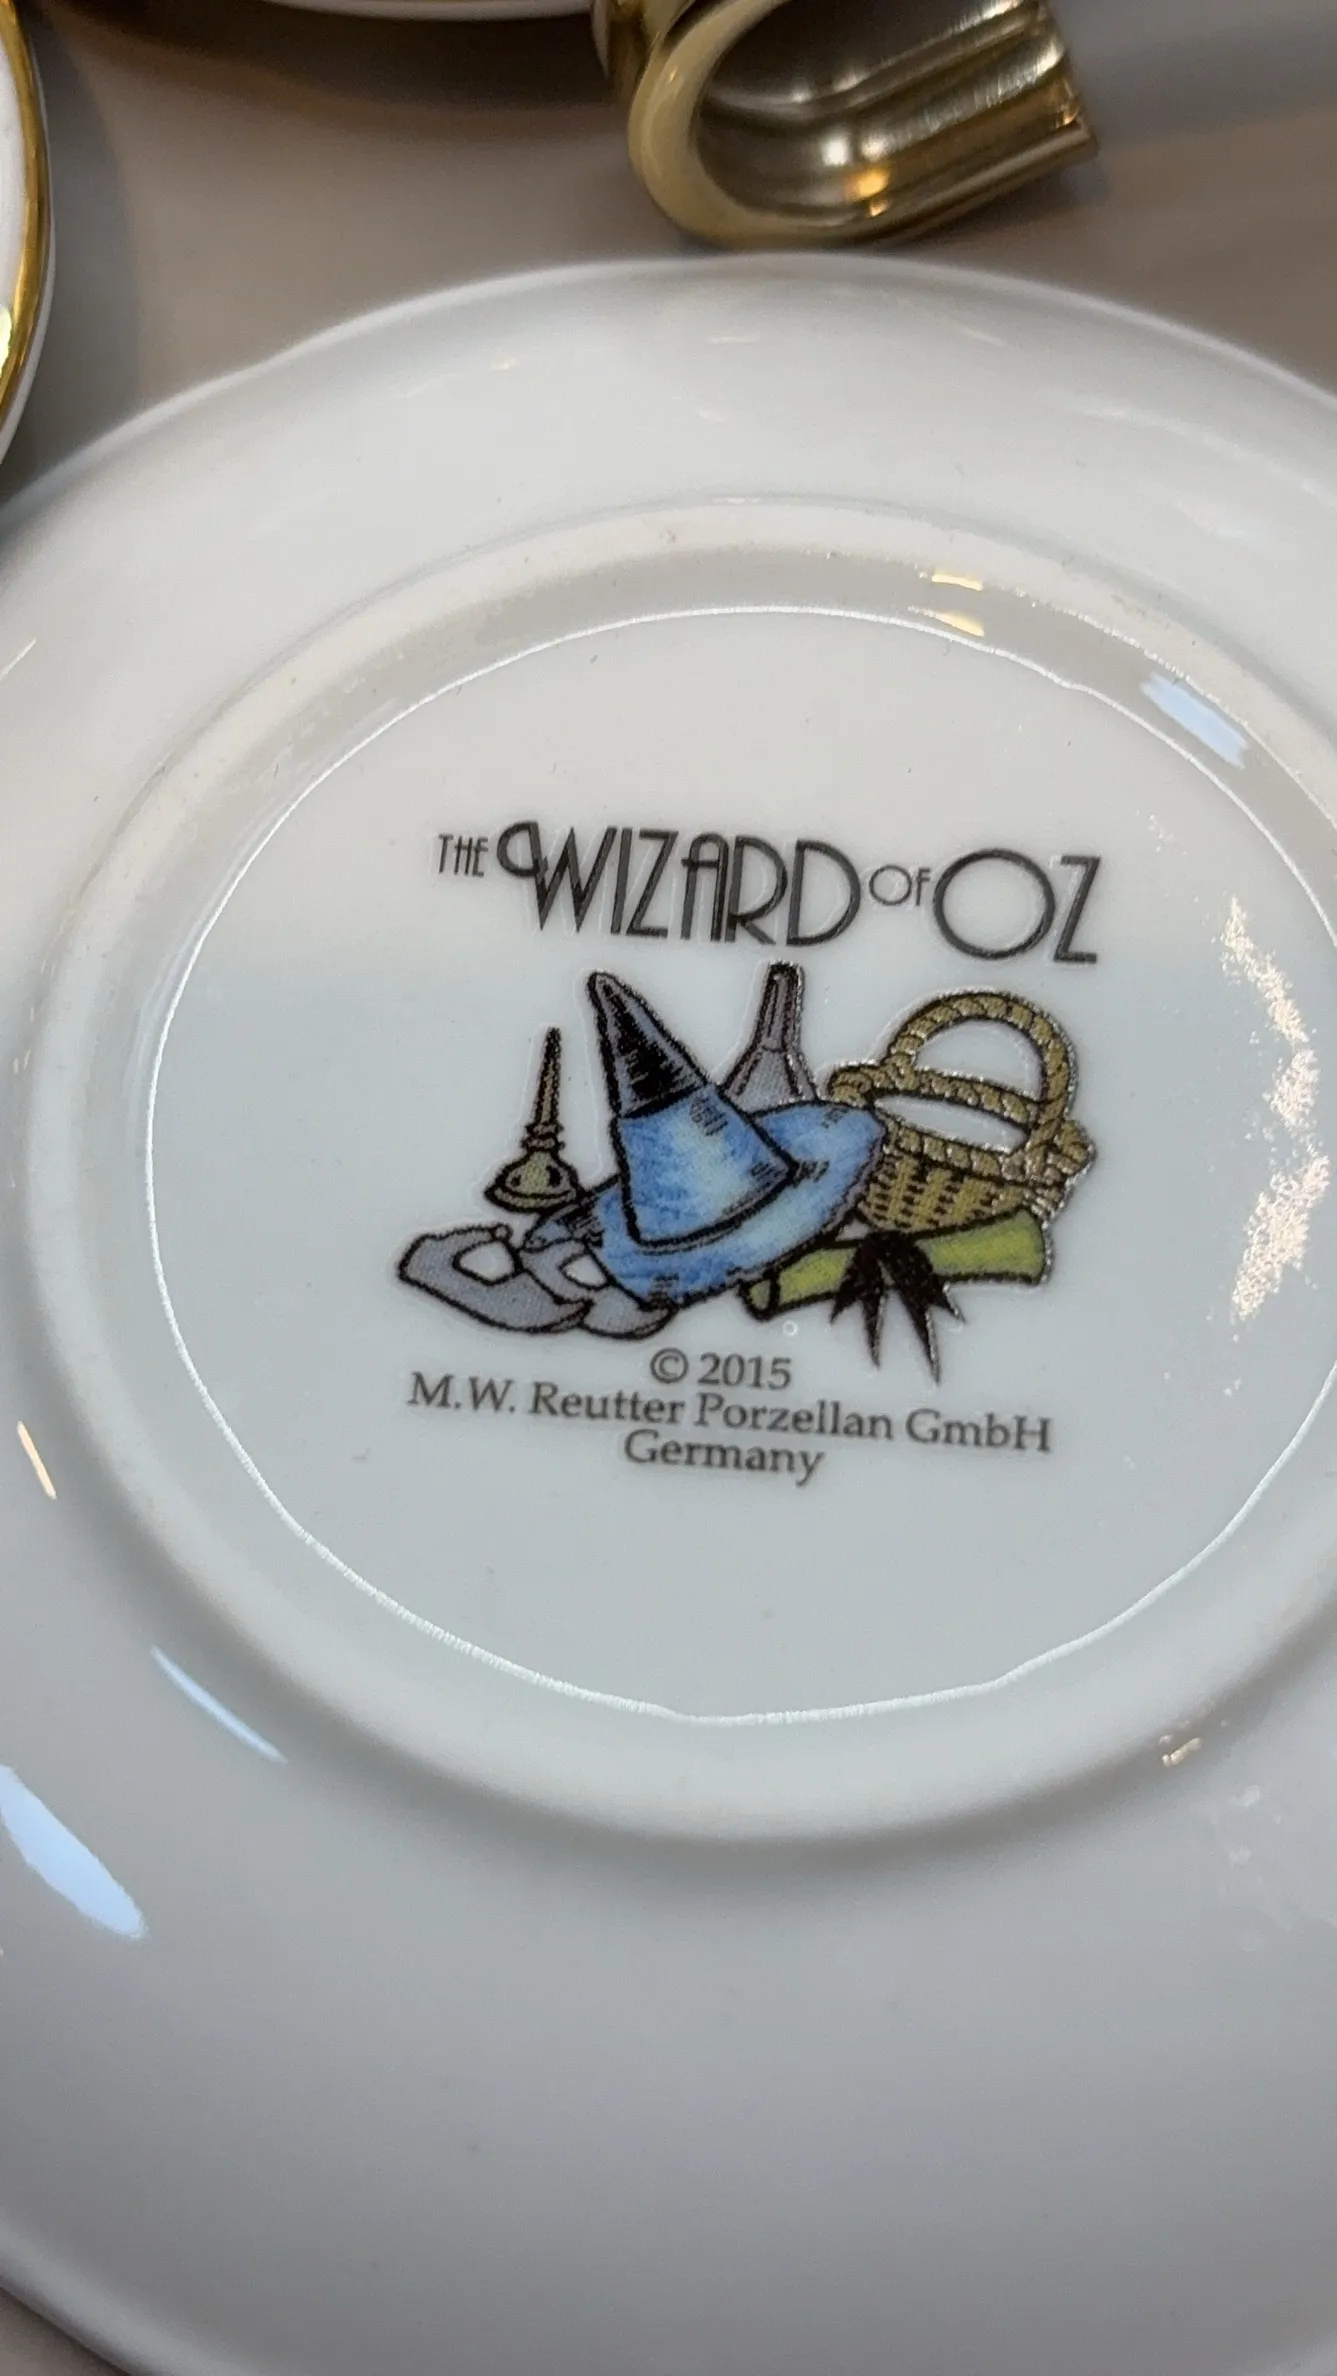 THE WIZARD OF OZ
© 2015
M.W. Reutter Porzellan GmbH
Germany